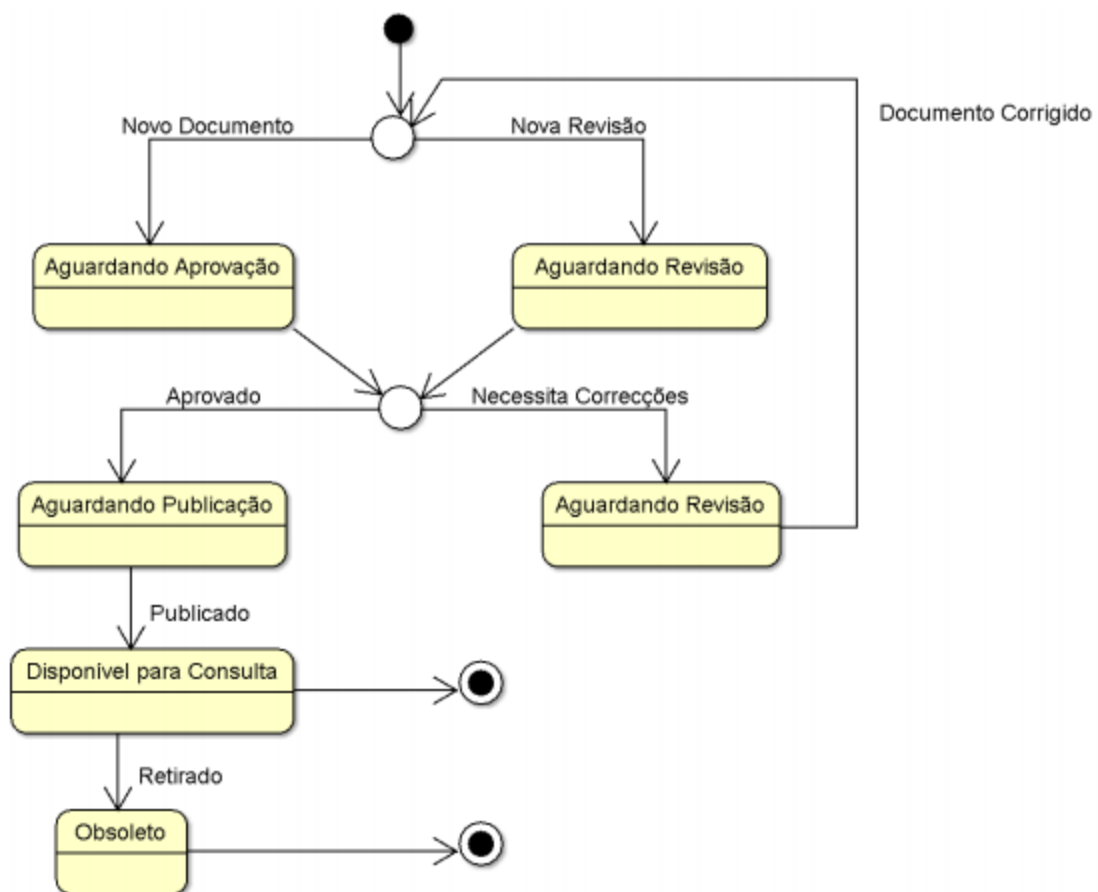 Documento Corrigido
Novo Documento
Nova Revisão
Aguardando Aprovação
Aguardando Revisão
Aprovado
Necessita Correcções
Aguardando Publicação
Aguardando Revisão
Publicado
Disponível para Consulta
Retirado
Obsoleto